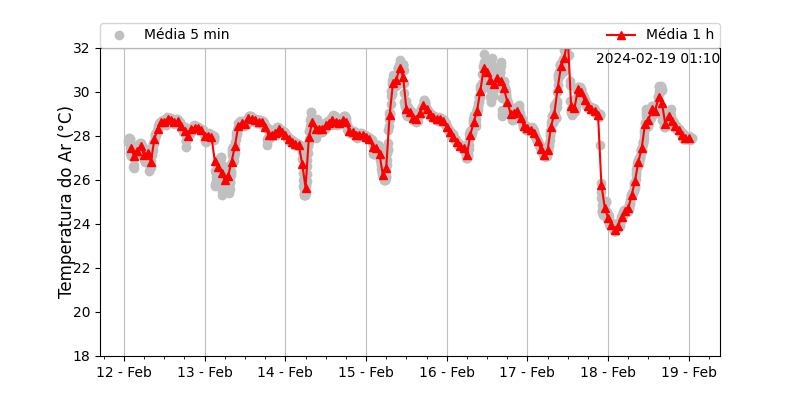 Média 5 min
Média 1 h
2024-02-19 01:10
Temperatura do Ar (°C)
32
30
28
26
24
22
20
18
12 - Feb
13 - Feb
14 - Feb
15 - Feb
16 - Feb
17 - Feb
18 - Feb
19 - Feb